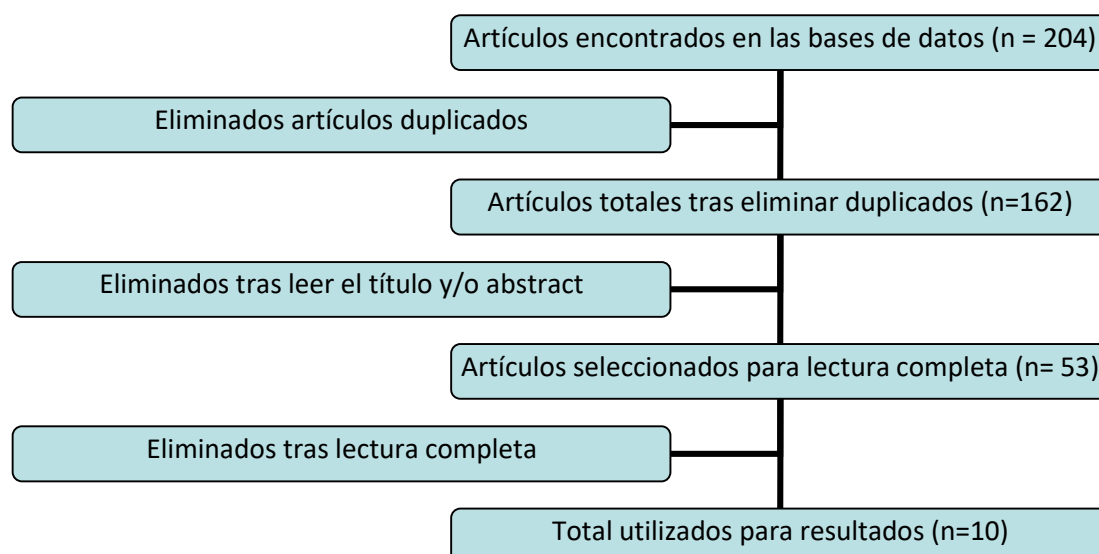 Artículos encontrados en las bases de datos (n = 204)
Eliminados artículos duplicados
Artículos totales tras eliminar duplicados (n=162)
Eliminados tras leer el título y/o abstract
Artículos seleccionados para lectura completa (n= 53)
Eliminados tras lectura completa
Total utilizados para resultados (n=10)